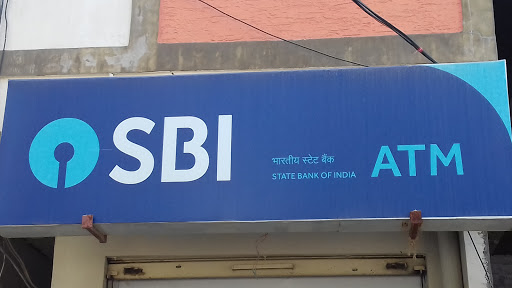 SBI
भारतीय स्टेट बैंक
STATE BANK OF INDIA
ATM